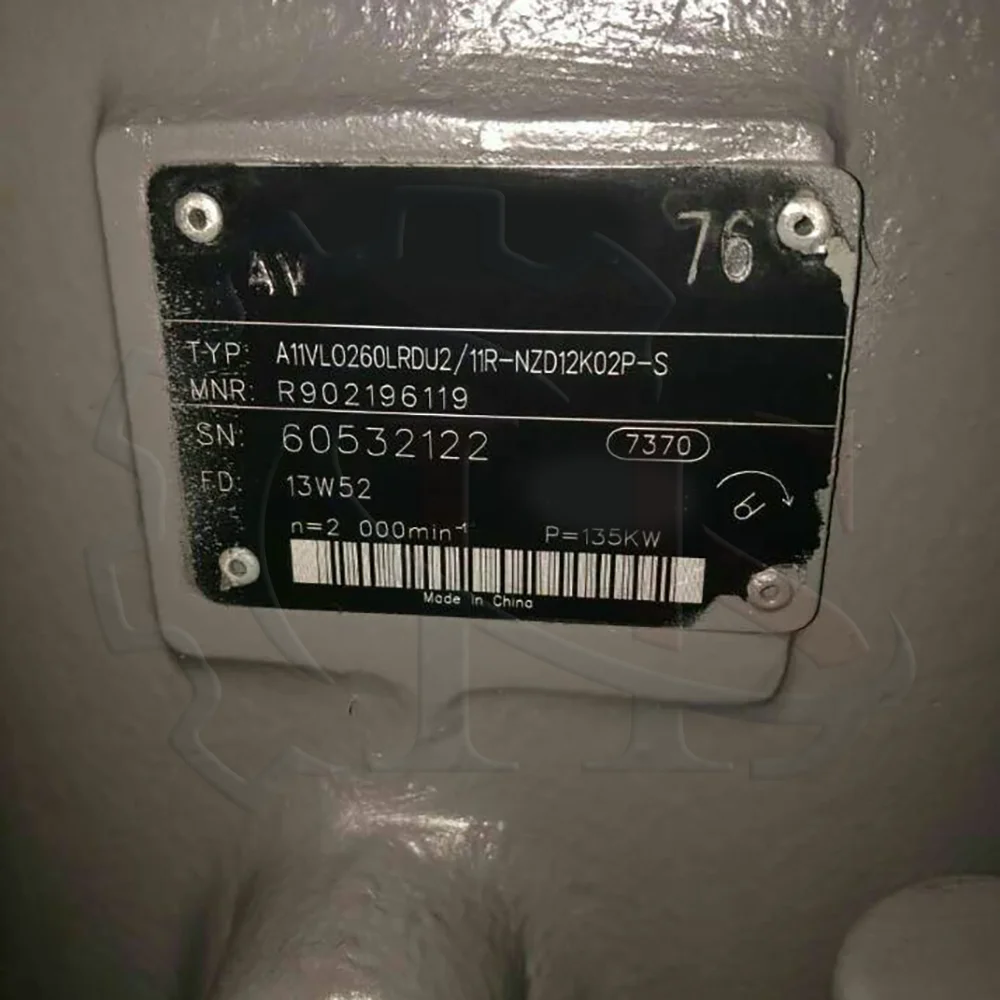 AV 76
TYP: A11VLO260LRDU2/11R-NZD12K02P-S
MNR: R902196119
SN: 60532122 7370
FD: 13W52
n=2 000min⁻¹ P=135KW
Made in China